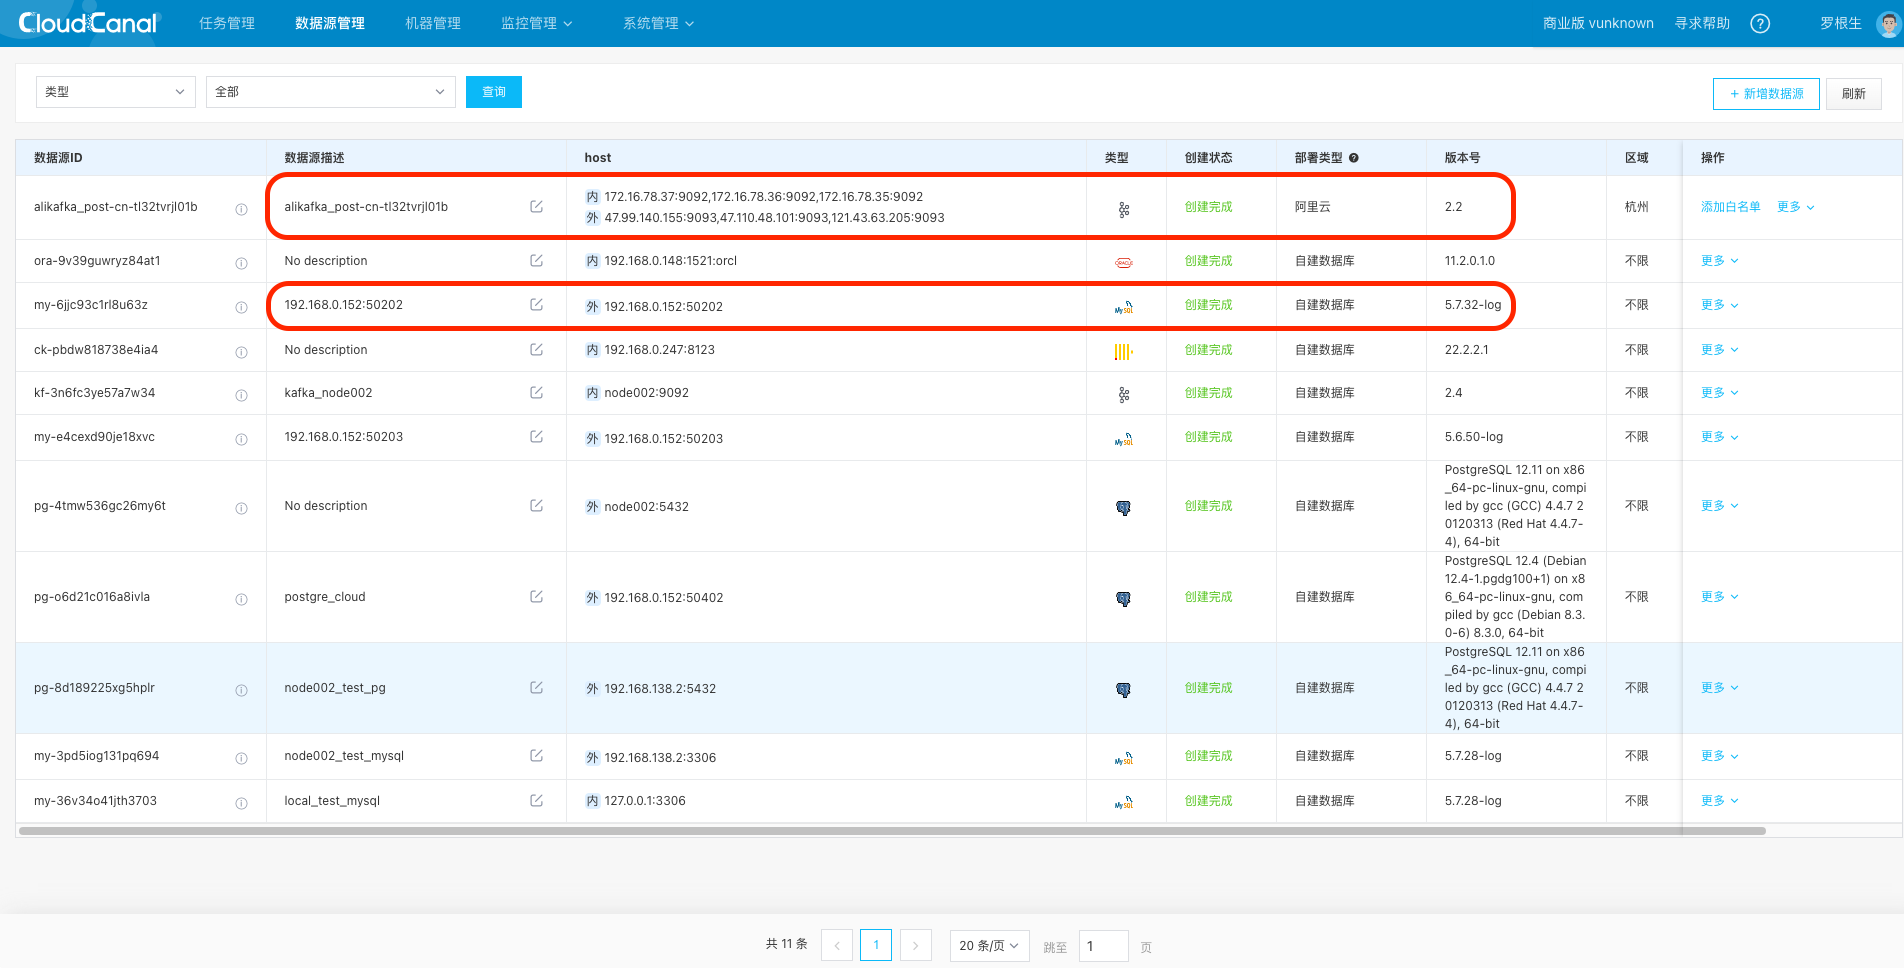 CloudCanal 任务管理 数据源管理 机器管理 监控管理 系统管理 商业版 vunknown 寻求帮助 ? 罗根生
类型 全部 查询 + 新增数据源 刷新
数据源ID 数据源描述 host 类型 创建状态 部署类型 ? 版本号 区域 操作
alikafka_post-cn-tl32tvrjl01b alikafka_post-cn-tl32tvrjl01b 内 172.16.78.37:9092,172.16.78.36:9092,172.16.78.35:9092
外 47.99.140.155:9093,47.110.48.101:9093,121.43.63.205:9093 创建完成 阿里云 2.2 杭州 添加白名单 更多
ora-9v39guwryz84at1 No description 内 192.168.0.148:1521:orcl ORACLE 创建完成 自建数据库 11.2.0.1.0 不限 更多
my-6jjc93c1rl8u63z 192.168.0.152:50202 外 192.168.0.152:50202 MySQL 创建完成 自建数据库 5.7.32-log 不限 更多
ck-pbdw818738e4ia4 No description 内 192.168.0.247:8123 创建完成 自建数据库 22.2.2.1 不限 更多
kf-3n6fc3ye57a7w34 kafka_node002 内 node002:9092 创建完成 自建数据库 2.4 不限 更多
my-e4cexd90je18xvc 192.168.0.152:50203 外 192.168.0.152:50203 MySQL 创建完成 自建数据库 5.6.50-log 不限 更多
pg-4tmw536gc26my6t No description 外 node002:5432 创建完成 自建数据库 PostgreSQL 12.11 on x86
_64-pc-linux-gnu, compi
led by gcc (GCC) 4.4.7 2
0120313 (Red Hat 4.4.7-
4), 64-bit 不限 更多
pg-o6d21c016a8ivla postgre_cloud 外 192.168.0.152:50402 创建完成 自建数据库 PostgreSQL 12.4 (Debian
12.4-1.pgdg100+1) on x8
6_64-pc-linux-gnu, com
piled by gcc (Debian 8.3.
0-6) 8.3.0, 64-bit 不限 更多
pg-8d189225xg5hplr node002_test_pg 外 192.168.138.2:5432 创建完成 自建数据库 PostgreSQL 12.11 on x86
_64-pc-linux-gnu, compi
led by gcc (GCC) 4.4.7 2
0120313 (Red Hat 4.4.7-
4), 64-bit 不限 更多
my-3pd5iog131pq694 node002_test_mysql 外 192.168.138.2:3306 MySQL 创建完成 自建数据库 5.7.28-log 不限 更多
my-36v34o41jth3703 local_test_mysql 内 127.0.0.1:3306 MySQL 创建完成 自建数据库 5.7.28-log 不限 更多
共 11 条 1 20 条/页 跳至 1 页